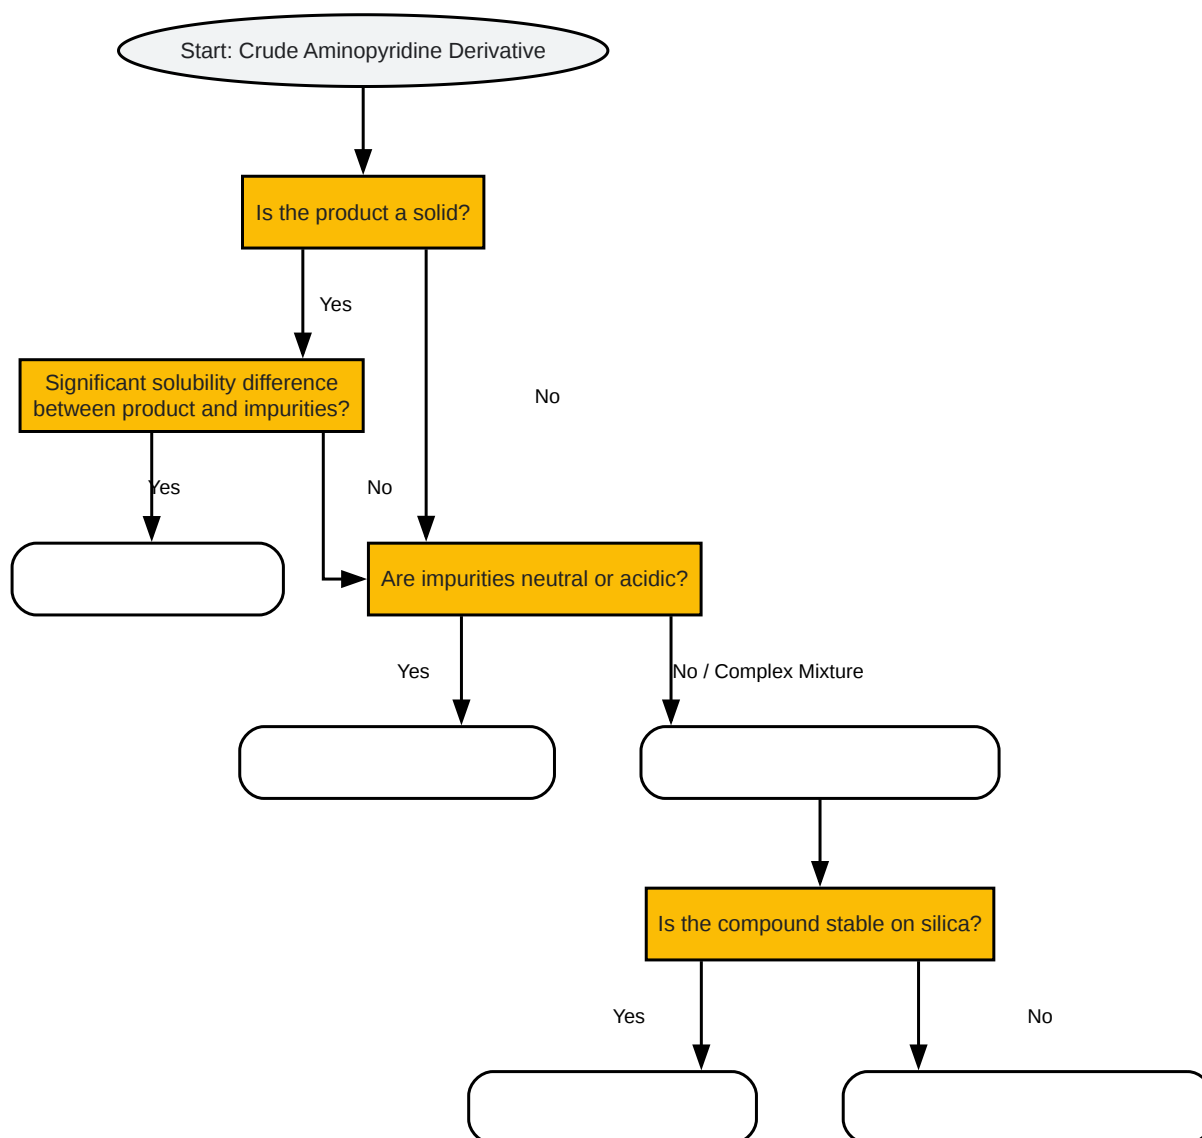 Start: Crude Aminopyridine Derivative
Is the product a solid?
Yes
Significant solubility difference
between product and impurities?
No
Yes
No
Are impurities neutral or acidic?
Yes
No / Complex Mixture
Is the compound stable on silica?
Yes
No